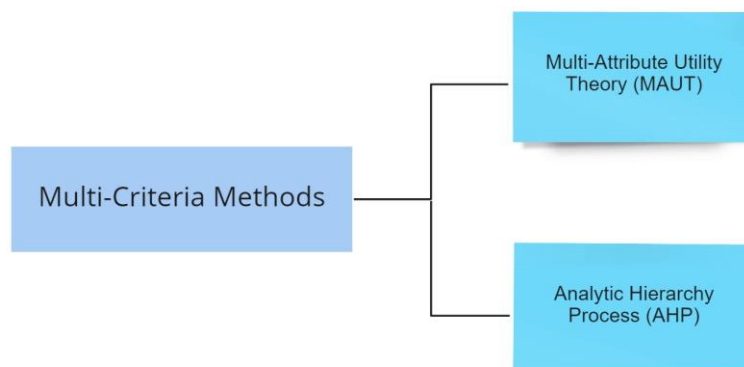 Multi-Attribute Utility
Theory (MAUT)
Multi-Criteria Methods
Analytic Hierarchy
Process (AHP)